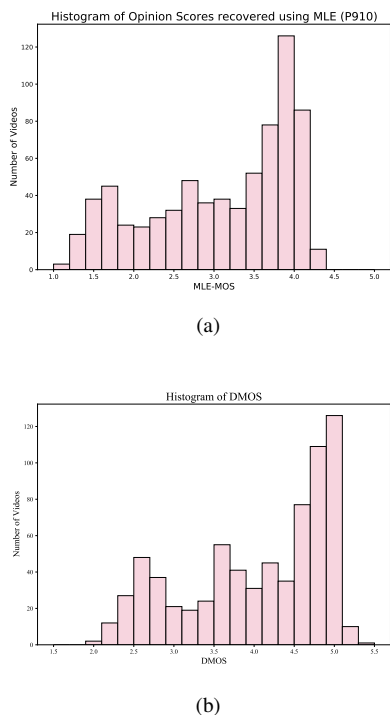 Histogram of Opinion Scores recovered using MLE (P910)
Number of Videos
120
100
80
60
40
20
0
1.0 1.5 2.0 2.5 3.0 3.5 4.0 4.5 5.0
MLE-MOS
(a)
Histogram of DMOS
Number of Videos
120
100
80
60
40
20
0
1.5 2.0 2.5 3.0 3.5 4.0 4.5 5.0 5.5
DMOS
(b)